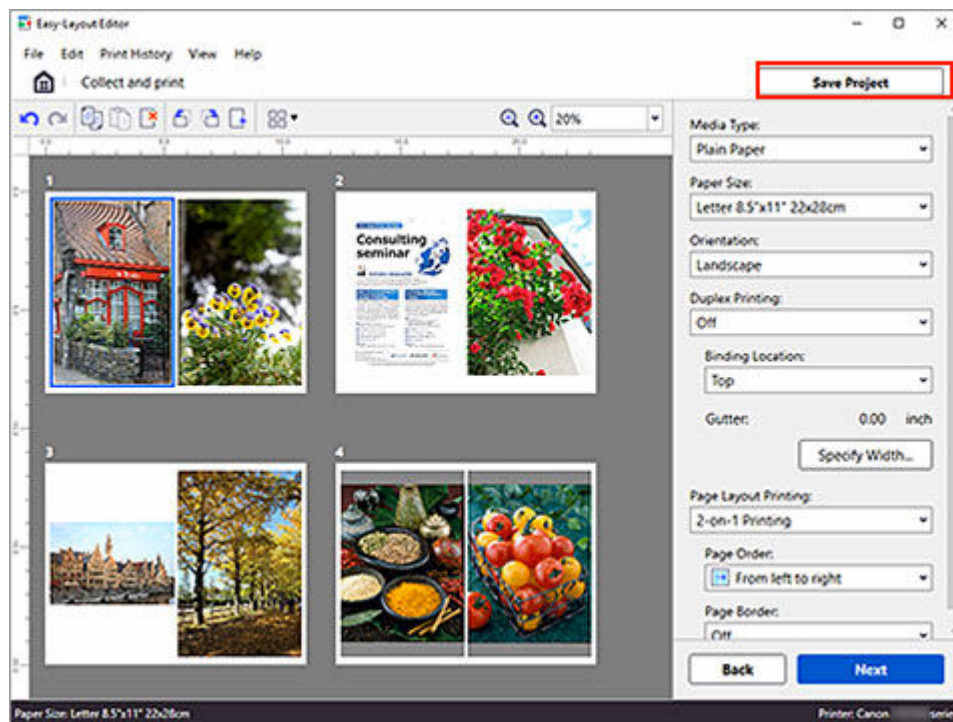 Easy-Layout Editor
File Edit Print History View Help
Collect and print
Save Project
20%
Media Type:
Plain Paper
Paper Size:
Letter 8.5"x11" 22x28cm
Orientation:
Landscape
Duplex Printing:
Off
Binding Location:
Top
Gutter: 0.00 inch
Specify Width...
Page Layout Printing:
2-on-1 Printing
Page Order:
From left to right
Page Border:
Off
Back Next
1
2
Consulting
seminar
3
4
Paper Size: Letter 8.5"x11" 22x28cm
Printer: Canon series